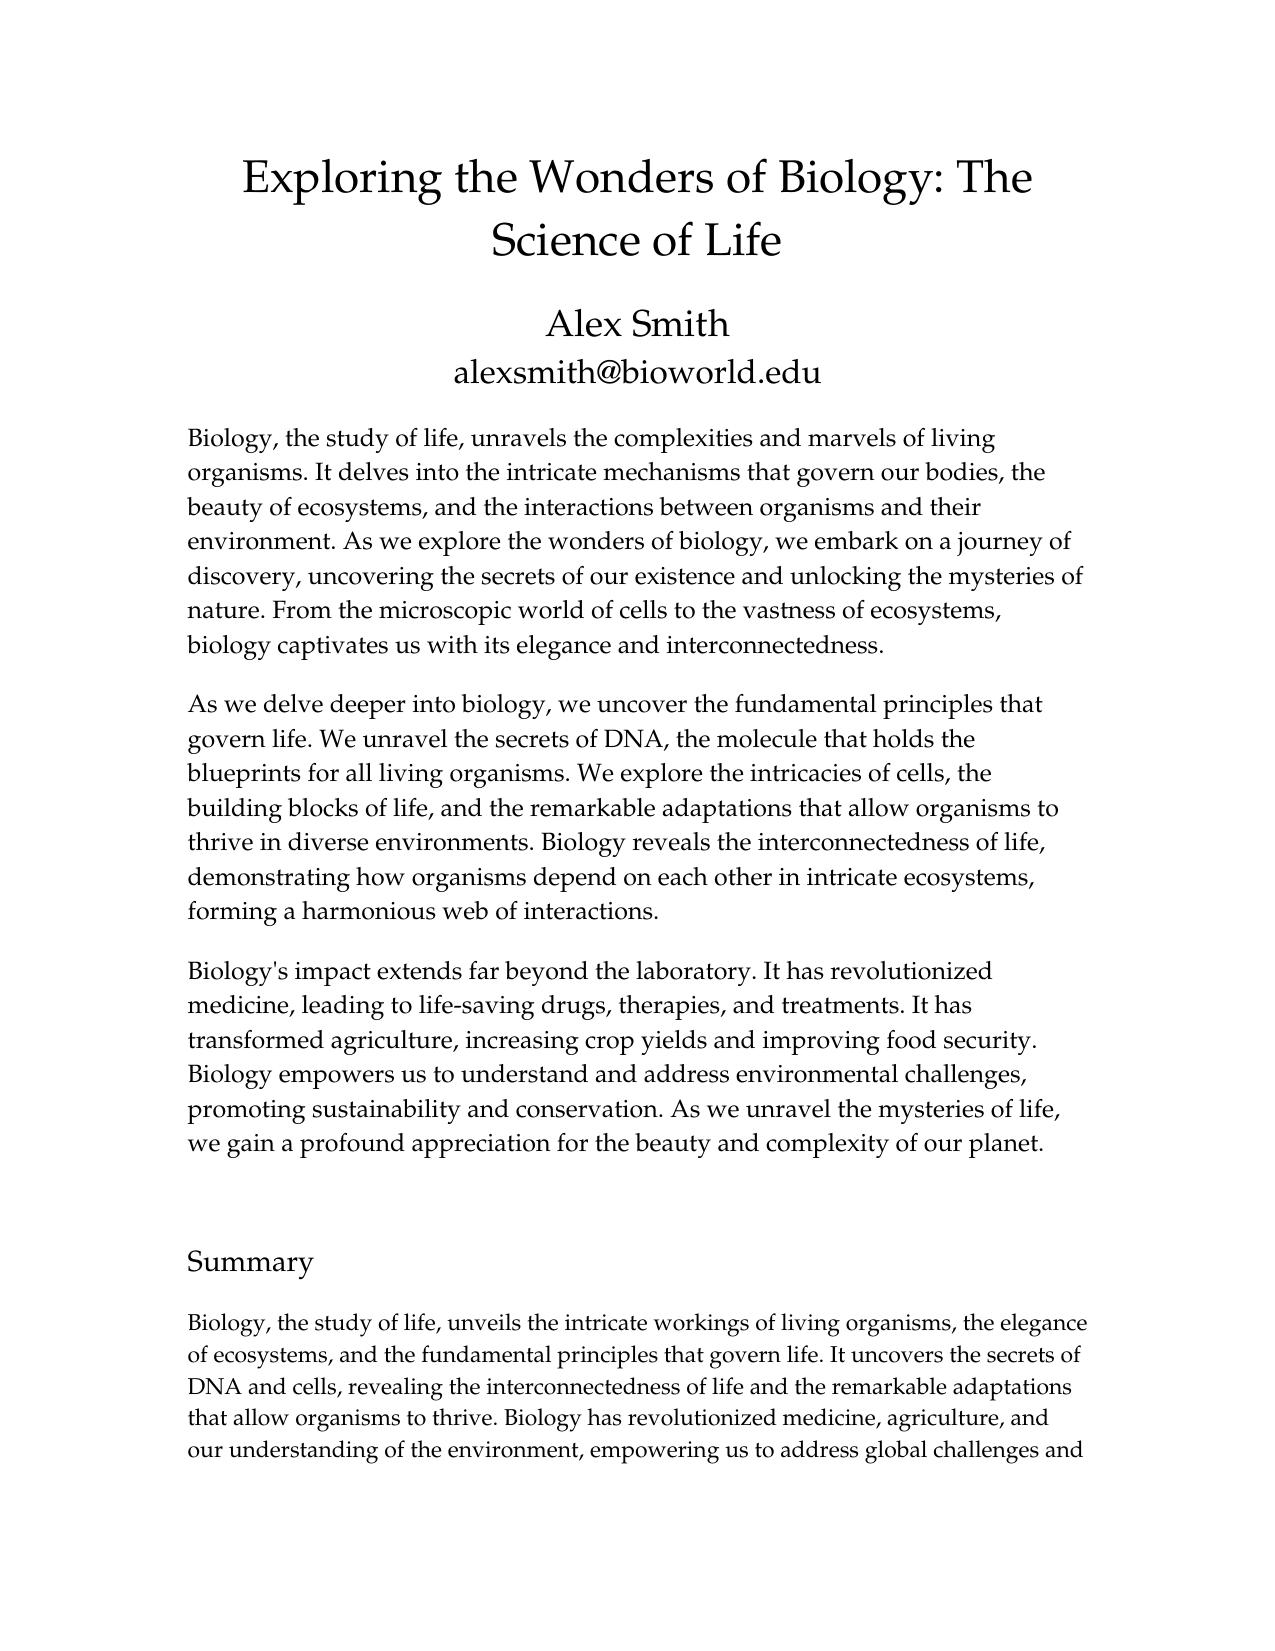 Exploring the Wonders of Biology: The
Science of Life
Alex Smith
alexsmith@bioworld.edu
Biology, the study of life, unravels the complexities and marvels of living
organisms. It delves into the intricate mechanisms that govern our bodies, the
beauty of ecosystems, and the interactions between organisms and their
environment. As we explore the wonders of biology, we embark on a journey of
discovery, uncovering the secrets of our existence and unlocking the mysteries of
nature. From the microscopic world of cells to the vastness of ecosystems,
biology captivates us with its elegance and interconnectedness.
As we delve deeper into biology, we uncover the fundamental principles that
govern life. We unravel the secrets of DNA, the molecule that holds the
blueprints for all living organisms. We explore the intricacies of cells, the
building blocks of life, and the remarkable adaptations that allow organisms to
thrive in diverse environments. Biology reveals the interconnectedness of life,
demonstrating how organisms depend on each other in intricate ecosystems,
forming a harmonious web of interactions.
Biology's impact extends far beyond the laboratory. It has revolutionized
medicine, leading to life-saving drugs, therapies, and treatments. It has
transformed agriculture, increasing crop yields and improving food security.
Biology empowers us to understand and address environmental challenges,
promoting sustainability and conservation. As we unravel the mysteries of life,
we gain a profound appreciation for the beauty and complexity of our planet.
Summary
Biology, the study of life, unveils the intricate workings of living organisms, the elegance
of ecosystems, and the fundamental principles that govern life. It uncovers the secrets of
DNA and cells, revealing the interconnectedness of life and the remarkable adaptations
that allow organisms to thrive. Biology has revolutionized medicine, agriculture, and
our understanding of the environment, empowering us to address global challenges and